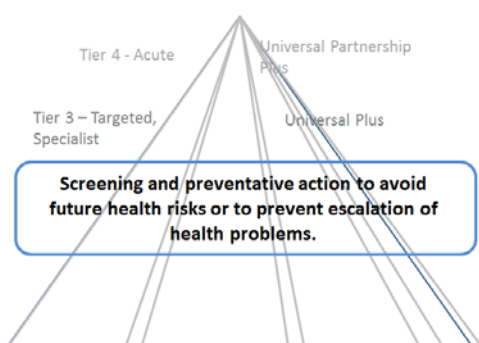 Tier 4 - Acute
Universal Partnership
Plus
Tier 3 – Targeted,
Specialist
Universal Plus
Screening and preventative action to avoid
future health risks or to prevent escalation of
health problems.